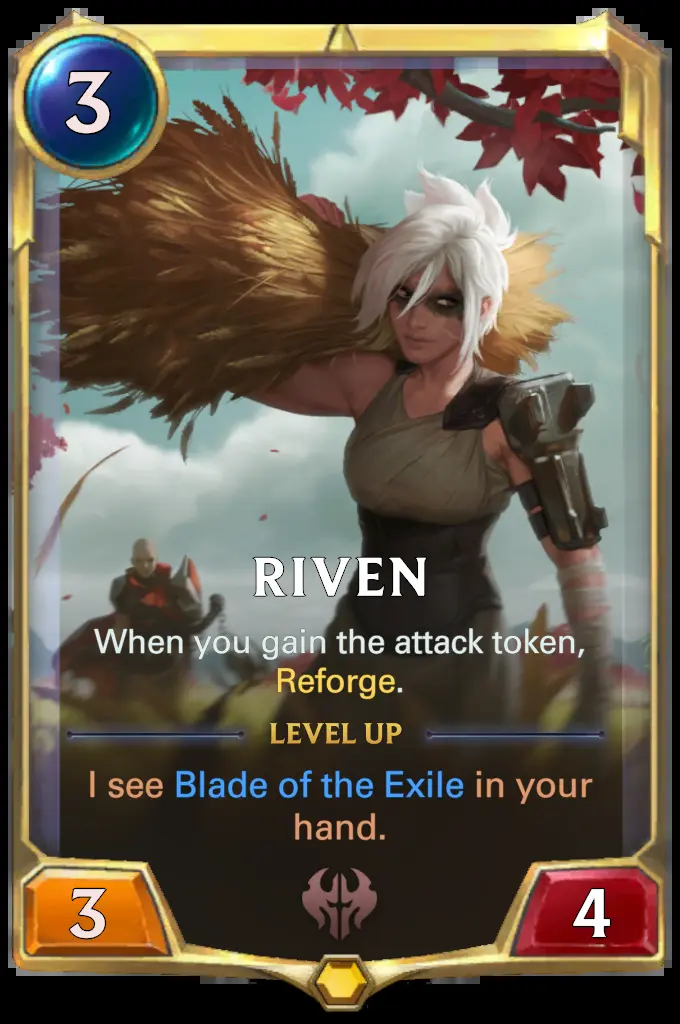 3
RIVEN
When you gain the attack token,
Reforge.
LEVEL UP
I see Blade of the Exile in your
hand.
3
4